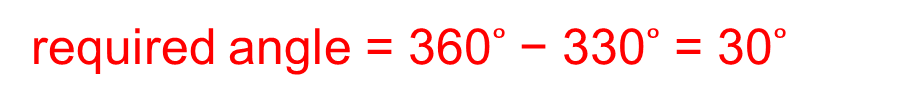 required angle = 360° − 330° = 30°